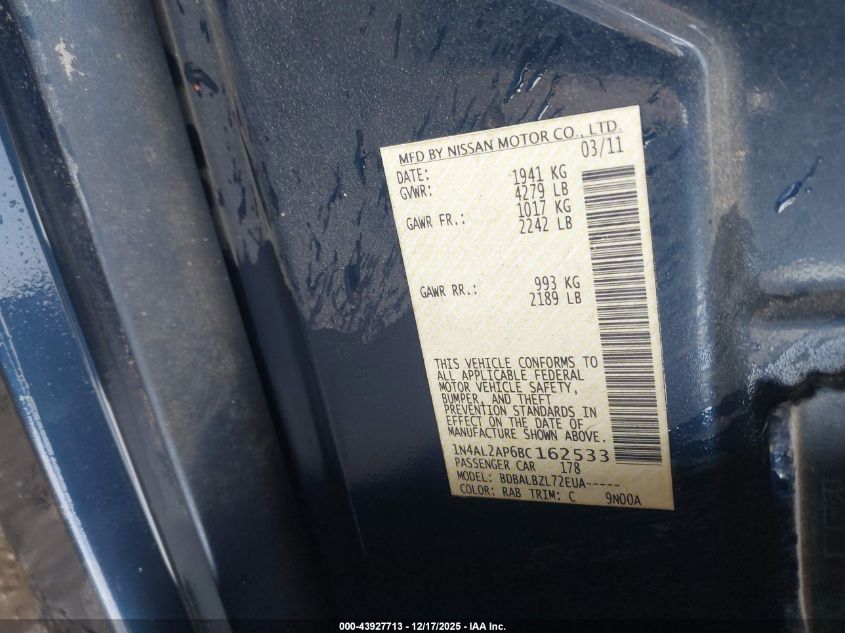 MFD BY NISSAN MOTOR CO., LTD.
DATE: 03/11
GVWR: 1941 KG
4279 LB
GAWR FR.: 1017 KG
2242 LB
GAWR RR.: 993 KG
2189 LB
THIS VEHICLE CONFORMS TO
ALL APPLICABLE FEDERAL
MOTOR VEHICLE SAFETY,
BUMPER, AND THEFT
PREVENTION STANDARDS IN
EFFECT ON THE DATE OF
MANUFACTURE SHOWN ABOVE.
1N4AL2AP6BC162533
PASSENGER CAR 178
MODEL: BDBALBZL72EUA-----
COLOR: RAB TRIM: C 9N00A
000-43927713 - 12/17/2025 - IAA Inc.